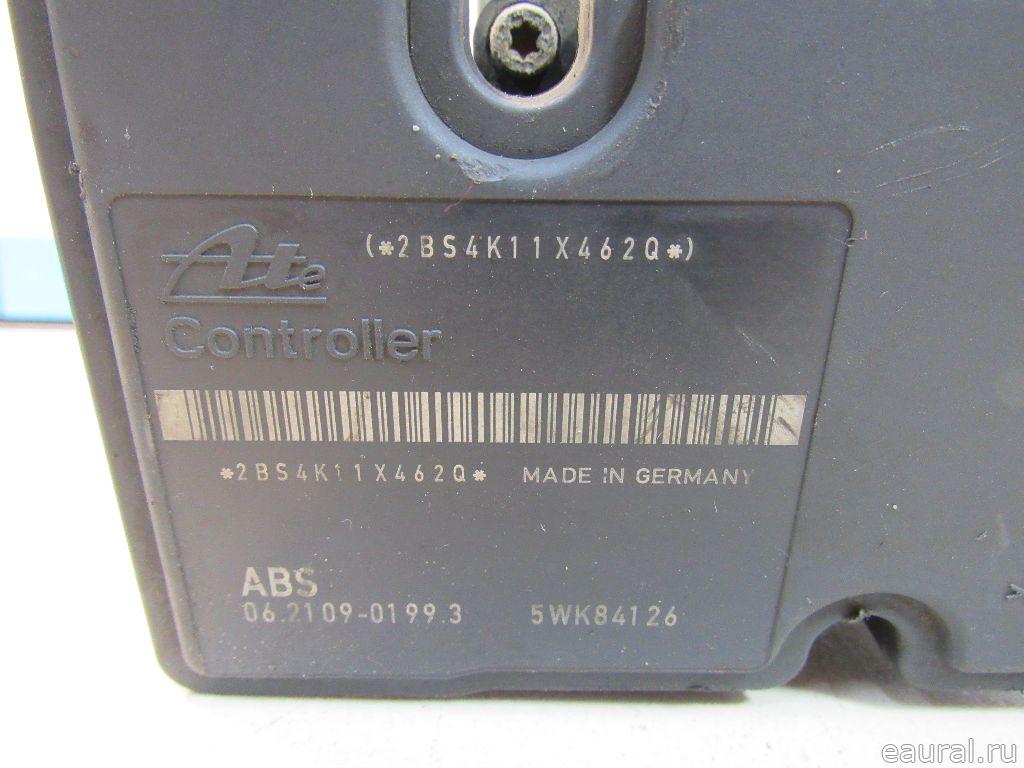 Ate (*2BS4K11X462Q*)
Controller
*2BS4K11X462Q* MADE IN GERMANY
ABS
06.2109-0199.3 5WK84126
eaural.ru